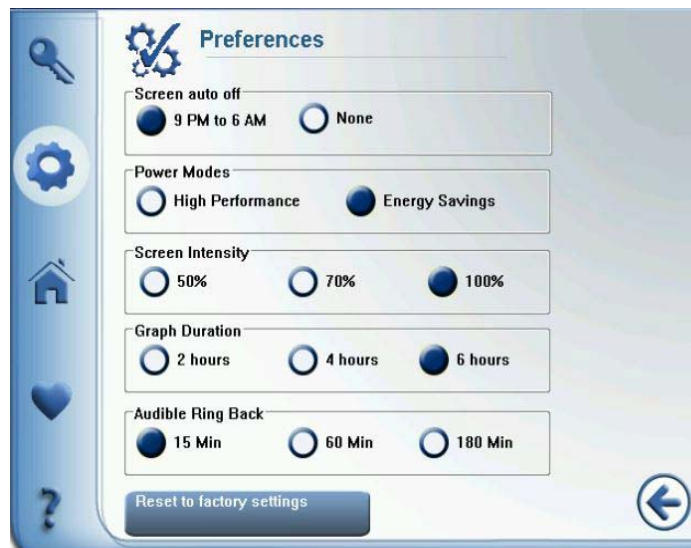 Preferences
Screen auto off
9 PM to 6 AM None
Power Modes
High Performance Energy Savings
Screen Intensity
50% 70% 100%
Graph Duration
2 hours 4 hours 6 hours
Audible Ring Back
15 Min 60 Min 180 Min
Reset to factory settings
?